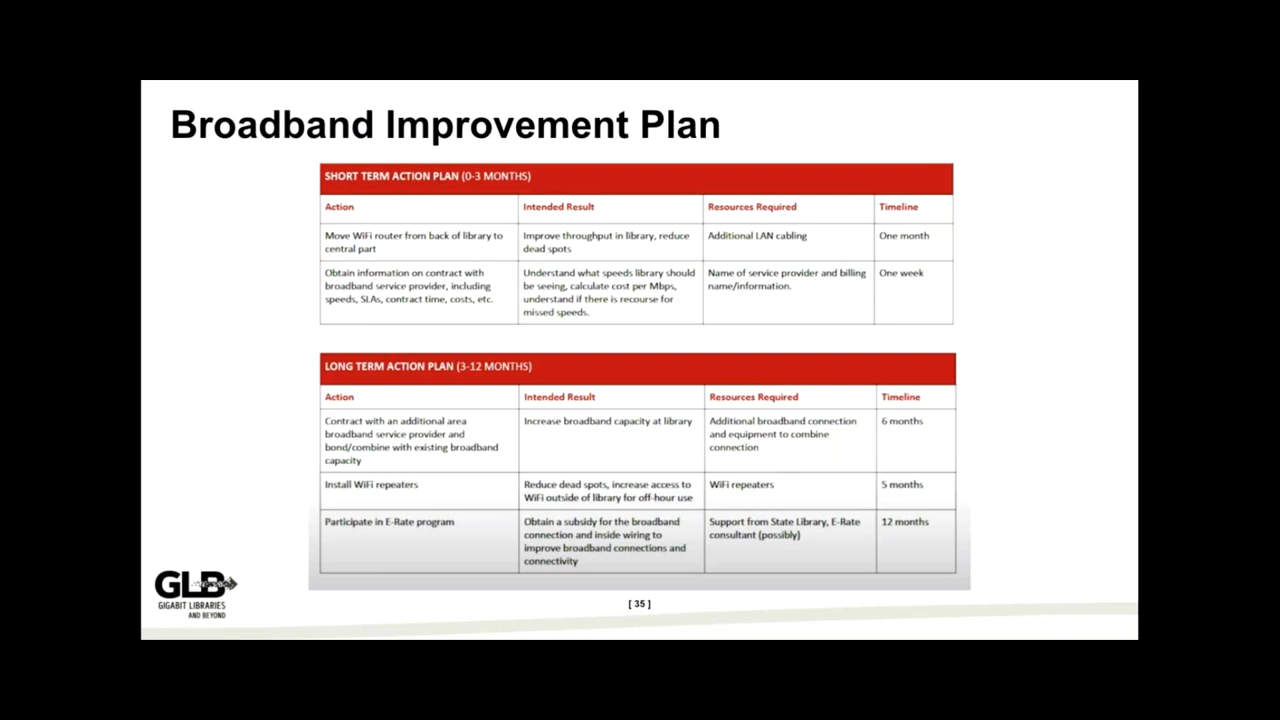 Broadband Improvement Plan
SHORT TERM ACTION PLAN (0-3 MONTHS)
Action
Intended Result
Resources Required
Timeline
Move WiFi router from back of library to
central part
Improve throughput in library, reduce
dead spots
Additional LAN cabling
One month
Obtain information on contract with
broadband service provider, including
speeds, SLAs, contract time, costs, etc.
Understand what speeds library should
be seeing, calculate cost per Mbps,
understand if there is recourse for
missed speeds.
Name of service provider and billing
name/information.
One week
LONG TERM ACTION PLAN (3-12 MONTHS)
Action
Intended Result
Resources Required
Timeline
Contract with an additional area
broadband service provider and
bond/combine with existing broadband
capacity
Increase broadband capacity at library
Additional broadband connection
and equipment to combine
connection
6 months
Install WiFi repeaters
Reduce dead spots, increase access to
WiFi outside of library for off-hour use
WiFi repeaters
5 months
Participate in E-Rate program
Obtain a subsidy for the broadband
connection and inside wiring to
improve broadband connections and
connectivity
Support from State Library, E-Rate
consultant (possibly)
12 months
GLB
GIGABIT LIBRARIES
AND BEYOND
[ 35 ]